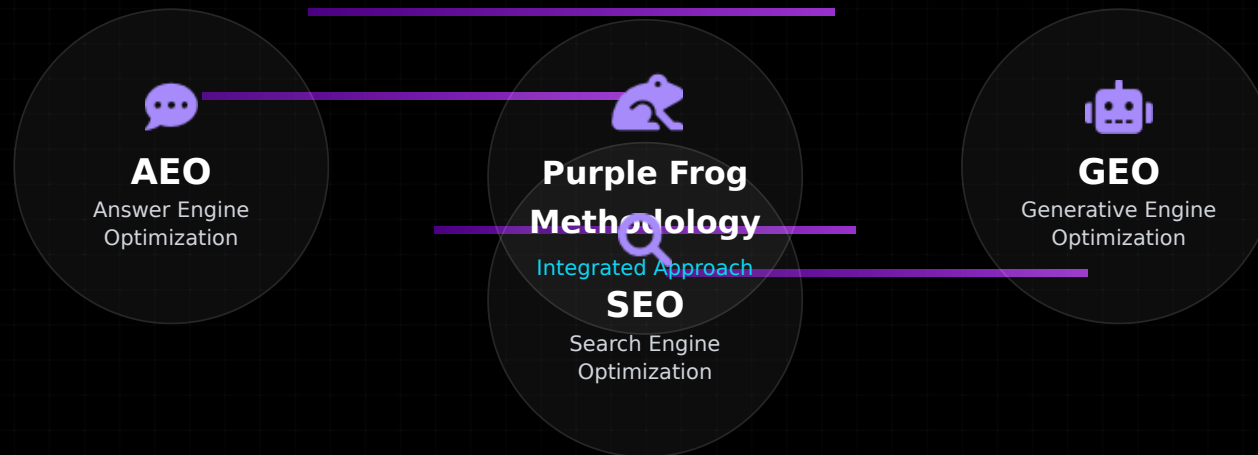 AEO
Answer Engine
Optimization
Purple Frog
Methodology
Integrated Approach
SEO
Search Engine
Optimization
GEO
Generative Engine
Optimization